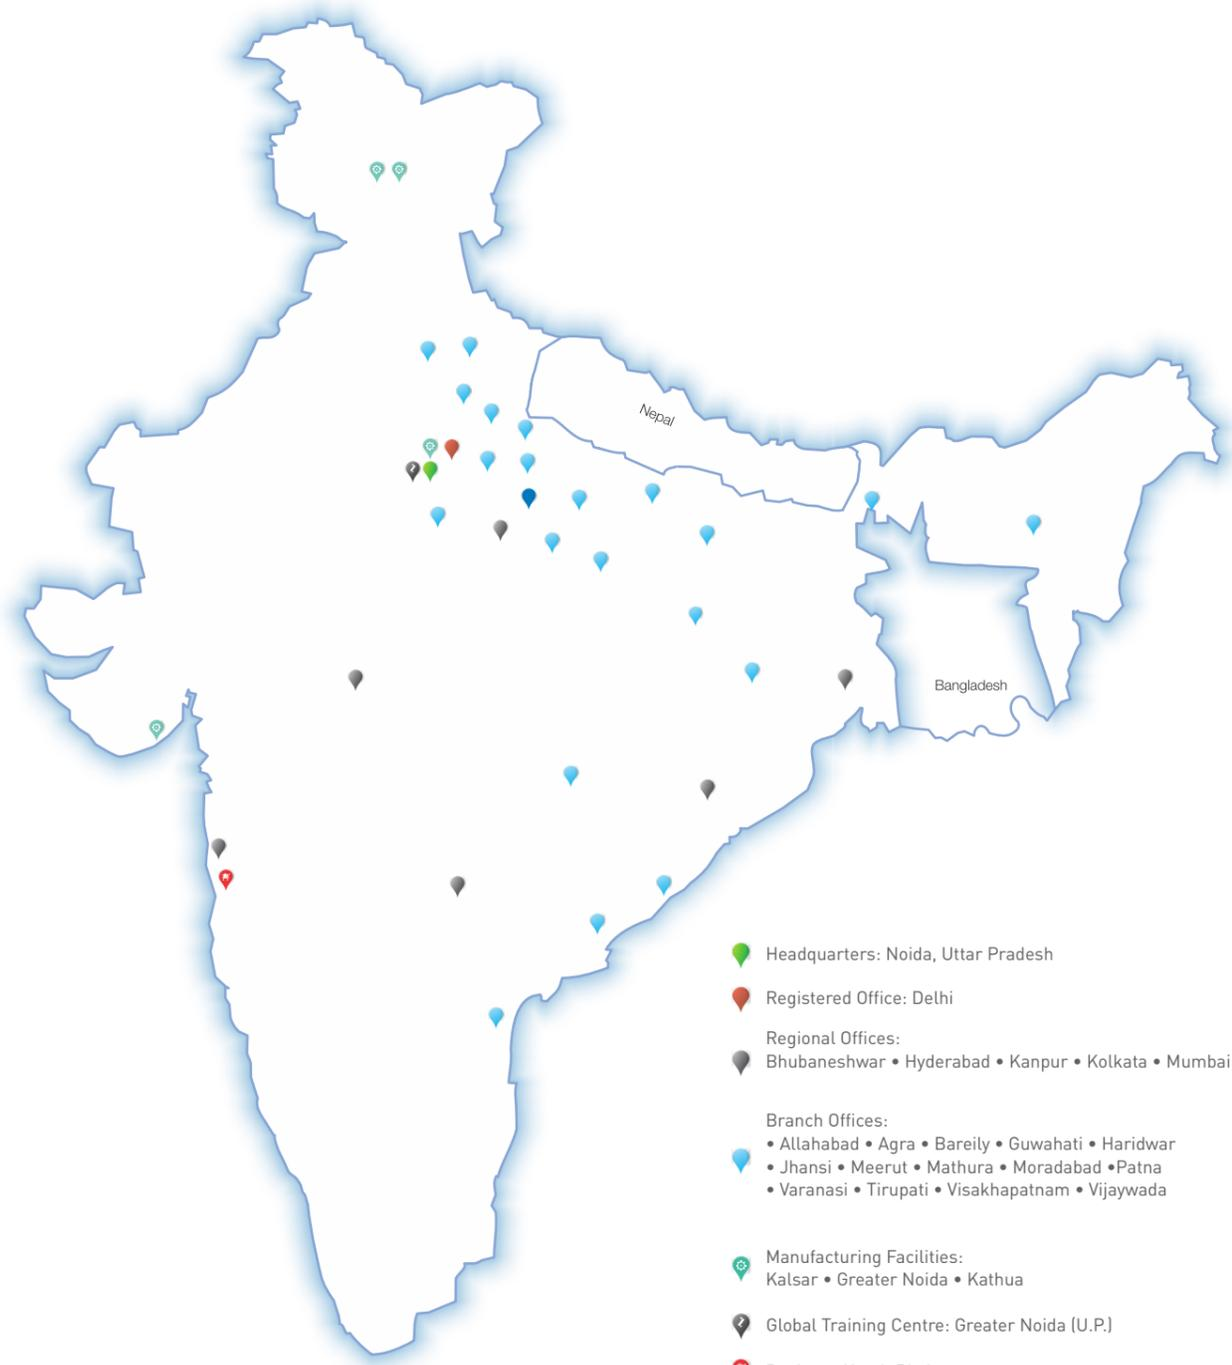 Nepal
Bangladesh
Headquarters: Noida, Uttar Pradesh
Registered Office: Delhi
Regional Offices:
Bhubaneshwar • Hyderabad • Kanpur • Kolkata • Mumbai
Branch Offices:
• Allahabad • Agra • Bareily • Guwahati • Haridwar
• Jhansi • Meerut • Mathura • Moradabad •Patna
• Varanasi • Tirupati • Visakhapatnam • Vijaywada
Manufacturing Facilities:
Kalsar • Greater Noida • Kathua
Global Training Centre: Greater Noida (U.P.)